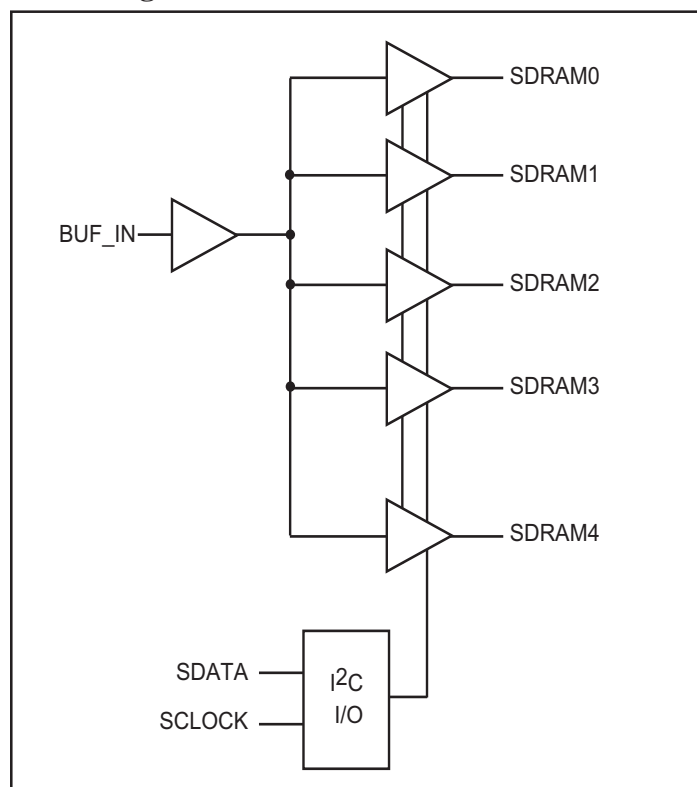 SDRAM0
SDRAM1
BUF_IN
SDRAM2
SDRAM3
SDRAM4
SDATA
I2C
SCLOCK
I/O